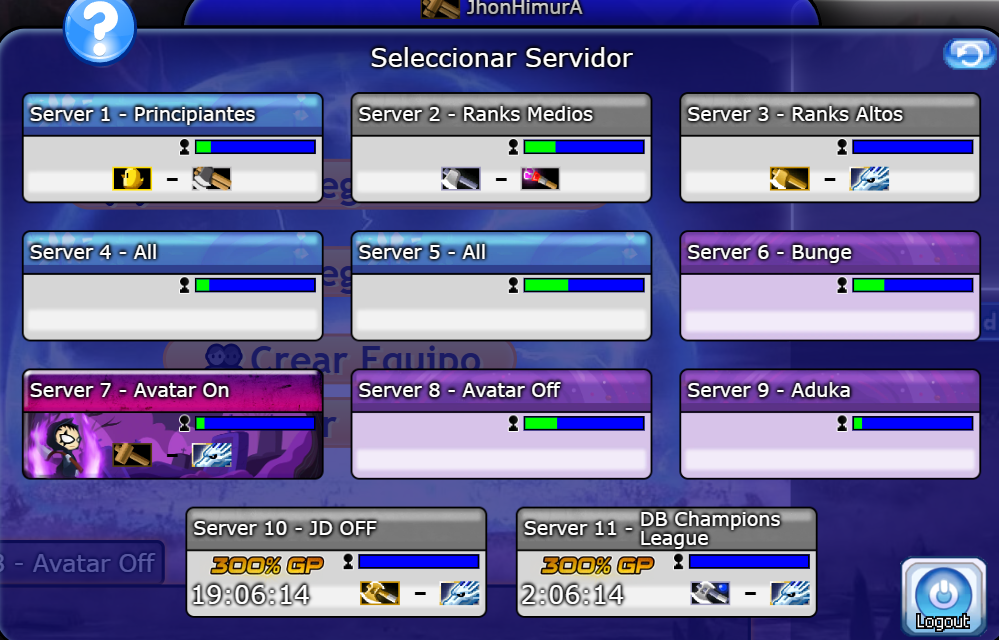 JhonHimurA
Seleccionar Servidor
Server 1 - Principiantes
Server 2 - Ranks Medios
Server 3 - Ranks Altos
Server 4 - All
Server 5 - All
Server 6 - Bunge
Crear Equipo
Server 7 - Avatar On
Server 8 - Avatar Off
Server 9 - Aduka
Server 10 - JD OFF
300% GP
19:06:14
Server 11 - DB Champions
League
300% GP
2:06:14
- Avatar Off
Logout